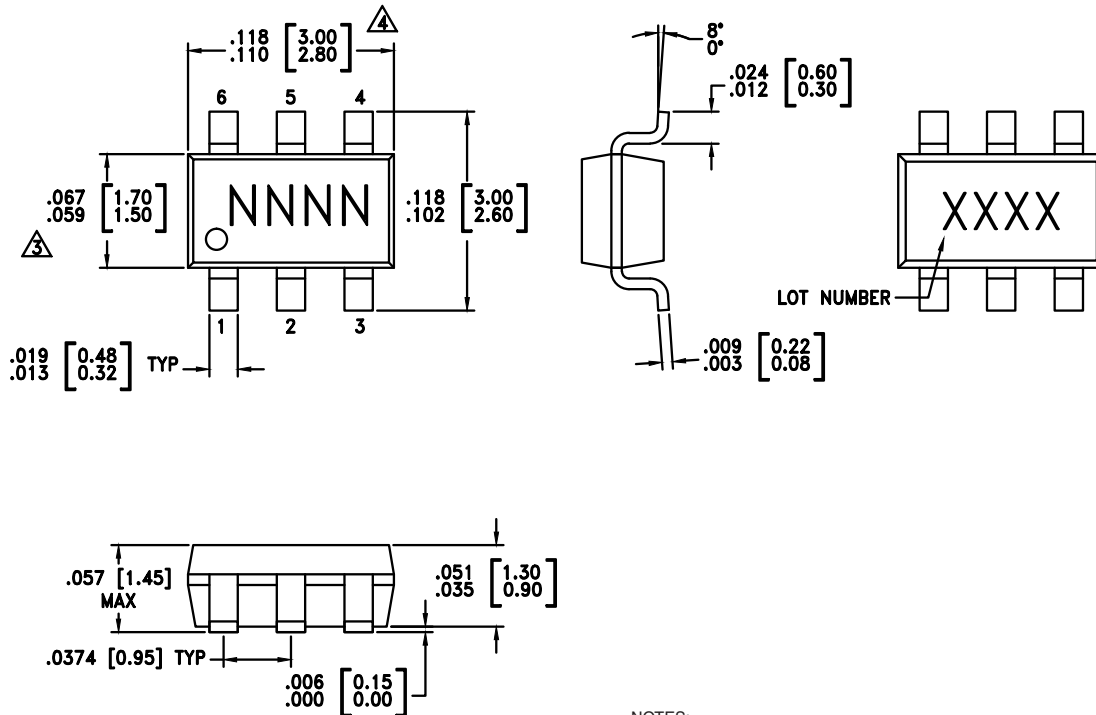 .118 [3.00]
.110 [2.80]
4
6 5 4
.067 [1.70]
.059 [1.50]
3
NNNN
.118 [3.00]
.102 [2.60]
1 2 3
.019 [0.48] TYP
.013 [0.32]
8°
0°
.024 [0.60]
.012 [0.30]
.009 [0.22]
.003 [0.08]
XXXX
LOT NUMBER
.057 [1.45]
MAX
.051 [1.30]
.035 [0.90]
.0374 [0.95] TYP
.006 [0.15]
.000 [0.00]